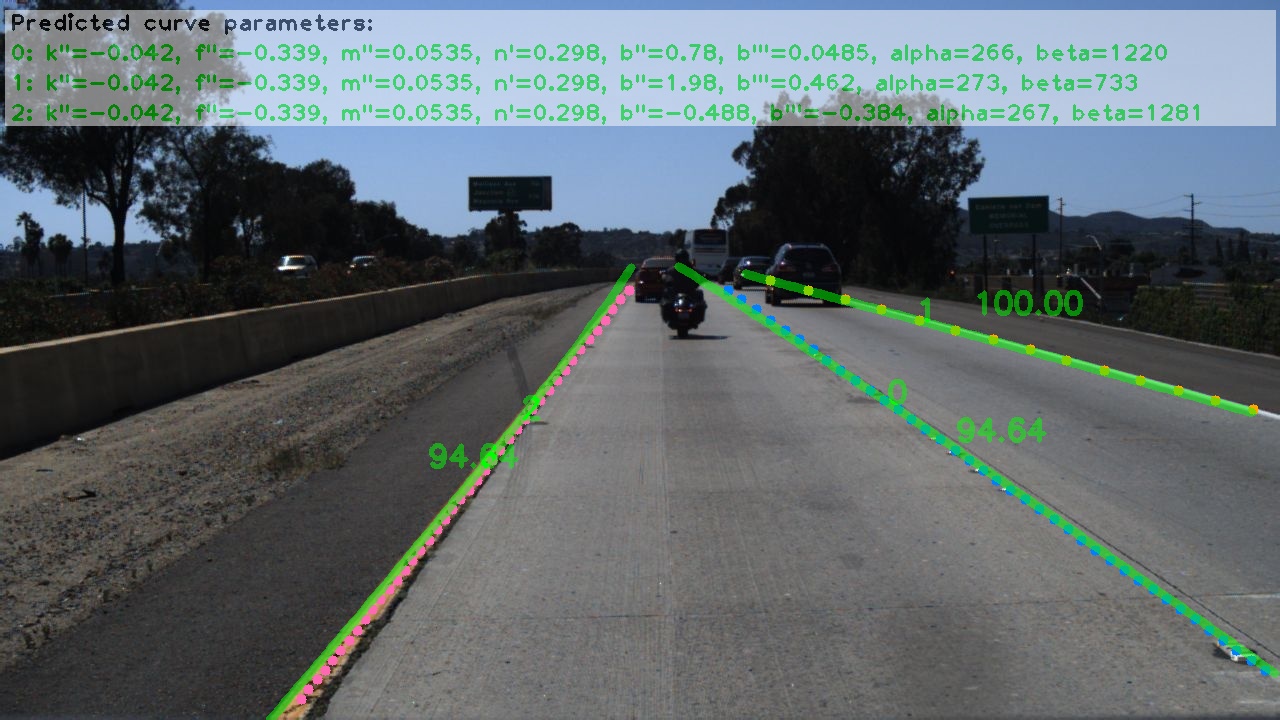 Predicted curve parameters:
0: k''=-0.042, f''=-0.339, m''=0.0535, n'=0.298, b''=0.78, b'''=0.0485, alpha=266, beta=1220
1: k''=-0.042, f''=-0.339, m''=0.0535, n'=0.298, b''=1.98, b'''=0.462, alpha=273, beta=733
2: k''=-0.042, f''=-0.339, m''=0.0535, n'=0.298, b''=-0.488, b'''=-0.384, alpha=267, beta=1281
MEMORIAL
OVERPASS
1 100.00
0
2
94.64
94.64